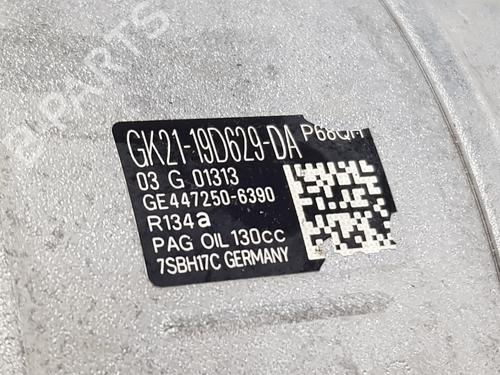 GK21-19D629-DA
03 G 01313
GE447250-6390
R134a
PAG OIL 130cc
7SBH17C GERMANY